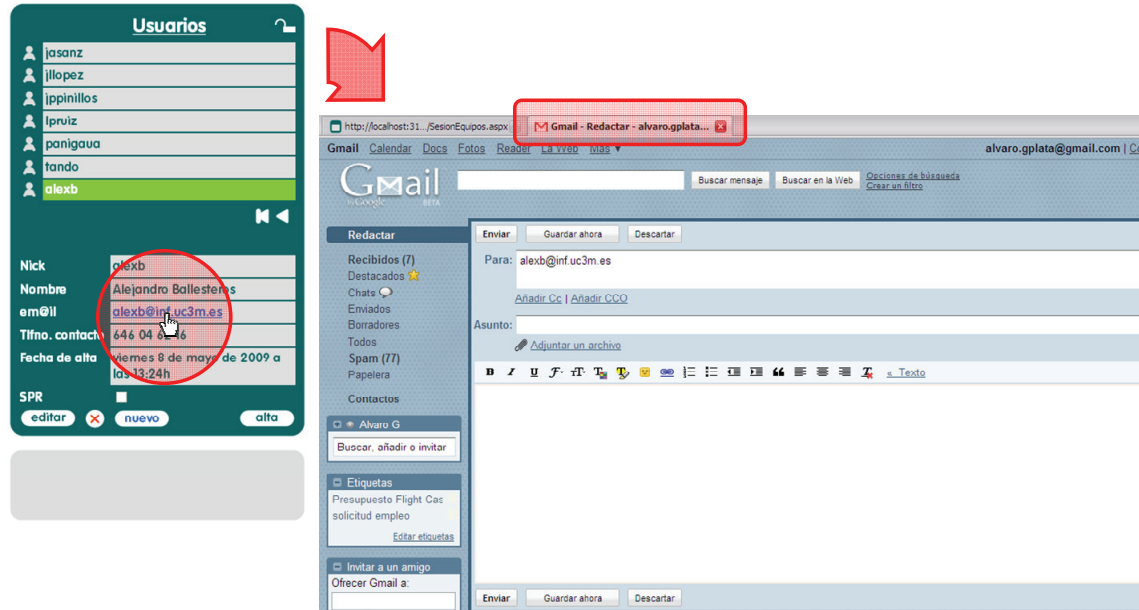 Usuarios
jasanz
jllopez
jppinillos
lpruiz
panigaua
tando
alexb
Nick alexb
Nombre Alejandro Ballesteros
em@il alexb@inf.uc3m.es
Tlfno. contacto 646 04
Fecha de alta viernes 8 de mayo de 2009 a
las 13:24h
SPR
editar nuevo alta
http://localhost:31.../SesionEquipos.aspx Gmail - Redactar - alvaro.gplata...
Gmail Calendar Docs Fotos Reader La Web Más ▼ alvaro.gplata@gmail.com |
Gmail
by Google BETA
Buscar mensaje Buscar en la Web Opciones de búsqueda
Crear un filtro
Redactar
Recibidos (7)
Destacados
Chats
Enviados
Borradores
Todos
Spam (77)
Papelera
Contactos
Alvaro G
Buscar, añadir o invitar
Etiquetas
Presupuesto Flight Cas
solicitud empleo
Editar etiquetas
Invitar a un amigo
Ofrecer Gmail a:
Enviar Guardar ahora Descartar
Para: alexb@inf.uc3m.es
Añadir Cc | Añadir CCO
Asunto:
Adjuntar un archivo
B I U « Texto
Enviar Guardar ahora Descartar